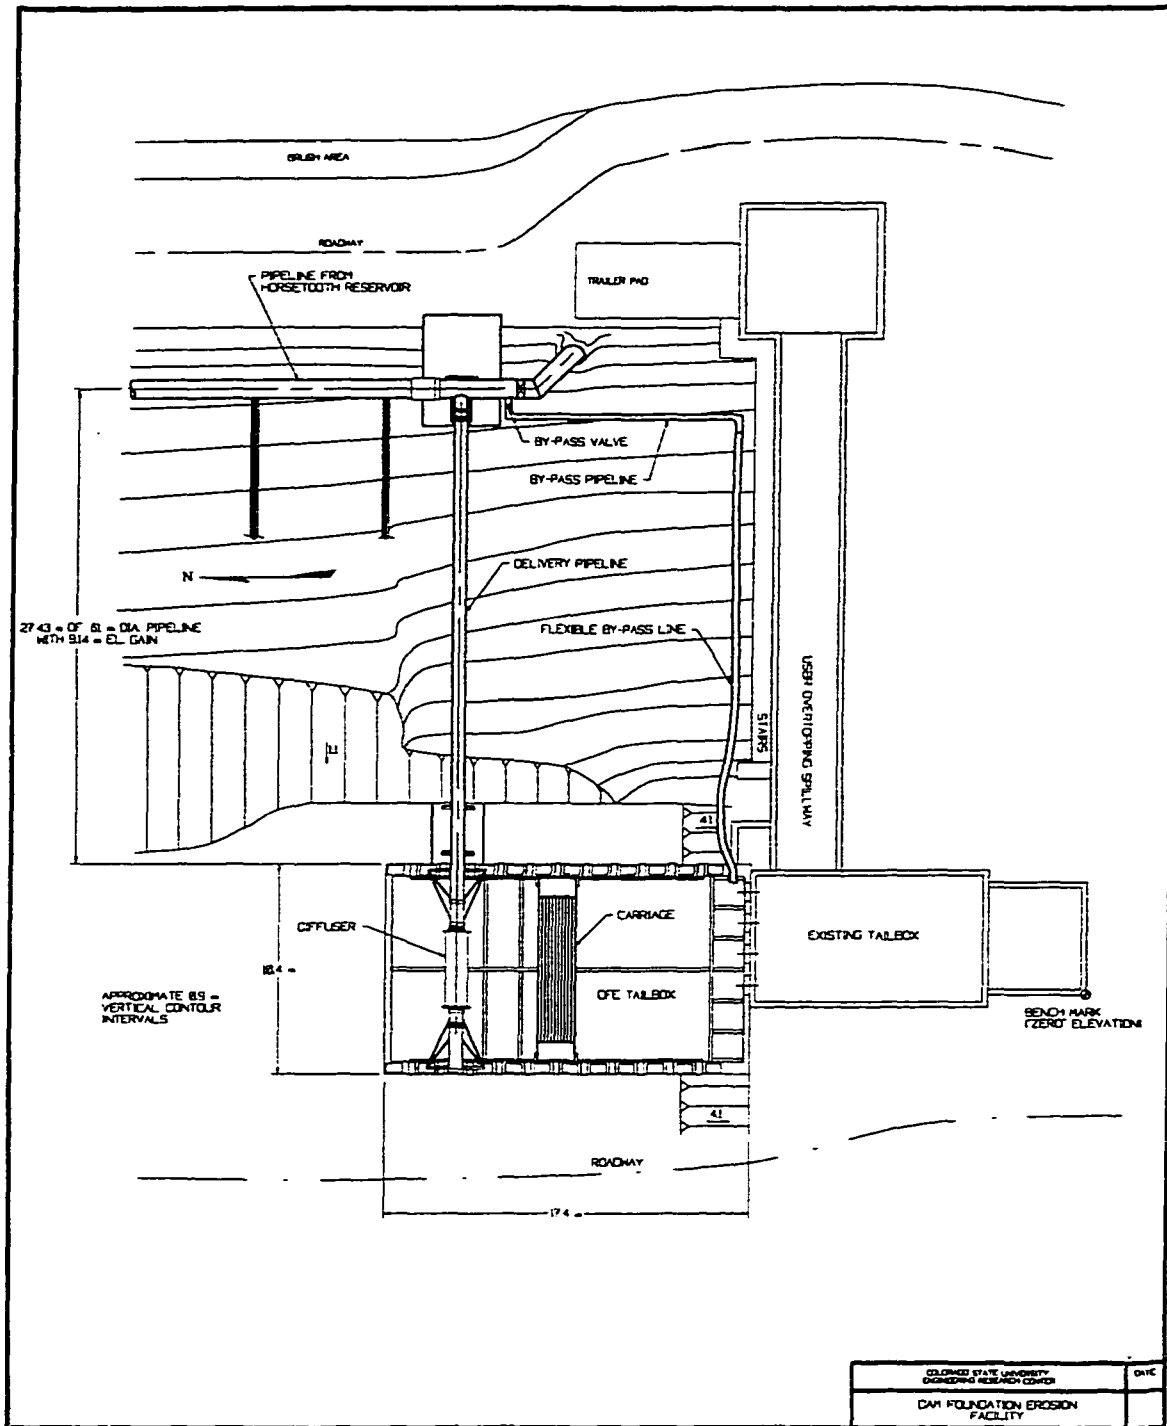 BRUSH AREA
ROADWAY
PIPELINE FROM
HORSETOOTH RESERVOIR
TRAILER PAD
BY-PASS VALVE
BY-PASS PIPELINE
N
DELIVERY PIPELINE
27.43 m OF .61 m DIA. PIPELINE
WITH 9.14 m EL. GAIN
FLEXIBLE BY-PASS LINE
STAIRS
USBR OVERTOPPING SPILLWAY
4:1
DIFFUSER
CARRIAGE
EXISTING TAILBOX
DFE TAILBOX
APPROXIMATE
VERTICAL CONTOUR
INTERVALS
BENCH MARK
("ZERO" ELEVATION)
4:1
ROADWAY
17.4 m
COLORADO STATE UNIVERSITY
ENGINEERING RESEARCH CENTER
DATE
DAM FOUNDATION EROSION
FACILITY